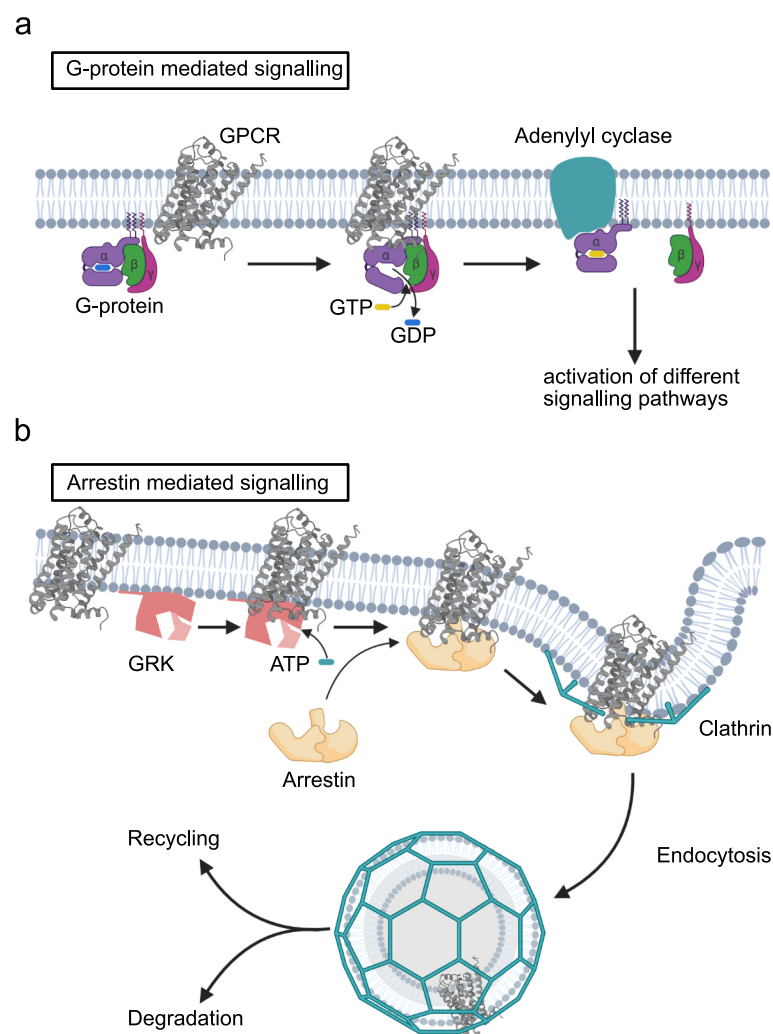 a
G-protein mediated signalling
GPCR
Adenylyl cyclase
α
β
γ
G-protein
α
β
γ
GTP
GDP
α
β
γ
activation of different
signalling pathways
b
Arrestin mediated signalling
GRK
ATP
Arrestin
Clathrin
Endocytosis
Recycling
Degradation